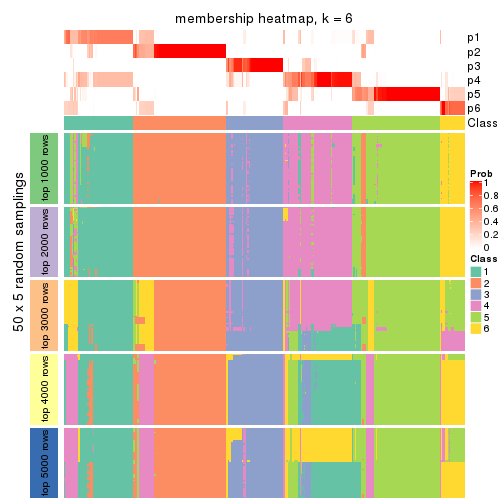 membership heatmap, k = 6
p1
p2
p3
p4
p5
p6
Class
50 x 5 random samplings
top 1000 rows
top 2000 rows
top 3000 rows
top 4000 rows
top 5000 rows
Prob
1
0.8
0.6
0.4
0.2
0
Class
1
2
3
4
5
6